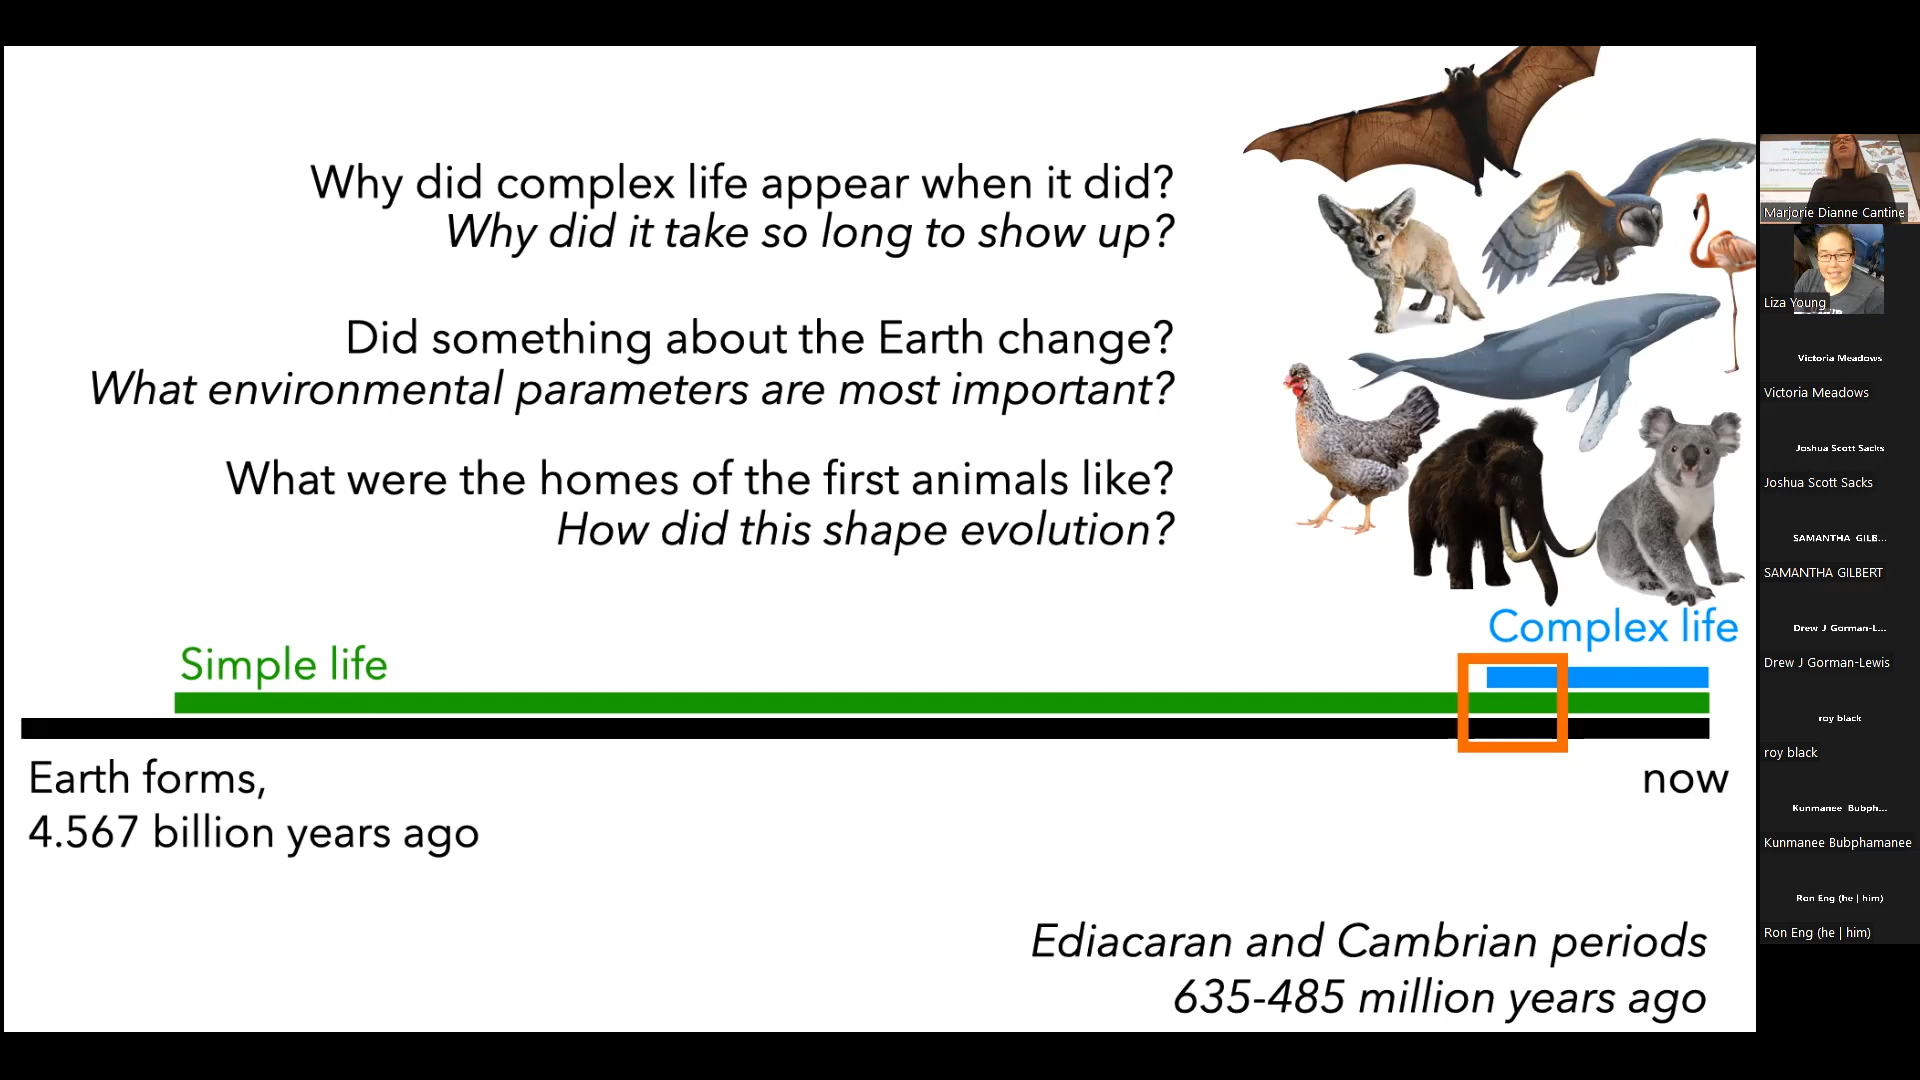 Why did complex life appear when it did?
Why did it take so long to show up?
Did something about the Earth change?
What environmental parameters are most important?
What were the homes of the first animals like?
How did this shape evolution?
Complex life
Simple life
Earth forms,
4.567 billion years ago
now
Ediacaran and Cambrian periods
635-485 million years ago
Marjorie Dianne Cantine
Liza Young
Victoria Meadows
Victoria Meadows
Joshua Scott Sacks
Joshua Scott Sacks
SAMANTHA GILB...
SAMANTHA GILBERT
Drew J Gorman-L...
Drew J Gorman-Lewis
roy black
roy black
Kunmanee Bubph...
Kunmanee Bubphamanee
Ron Eng (he | him)
Ron Eng (he | him)